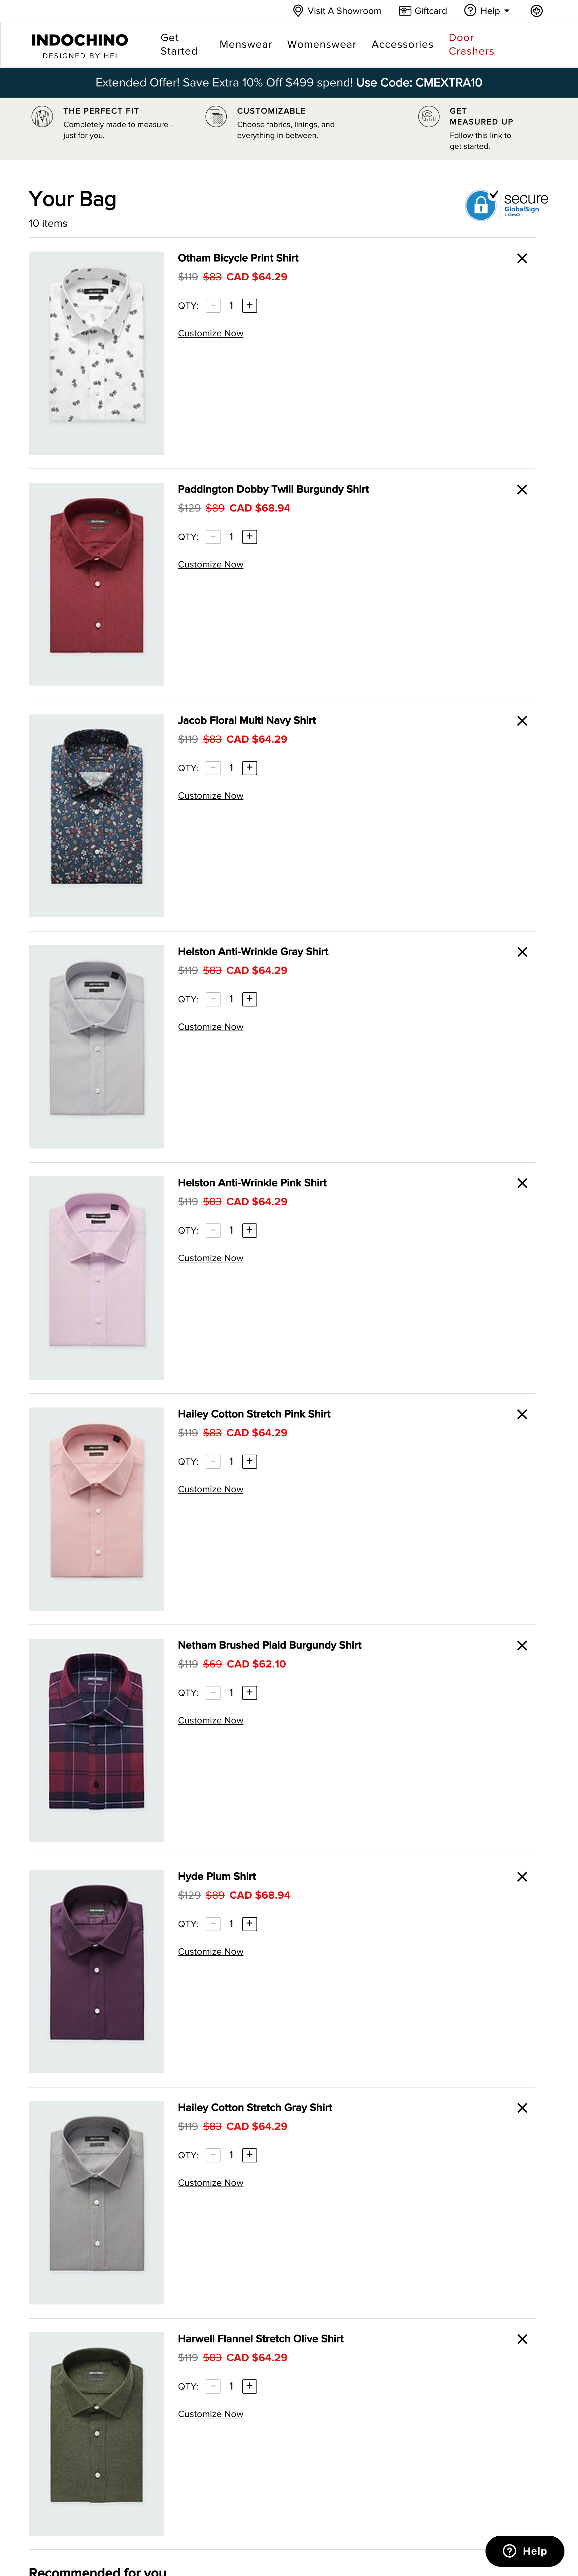 Visit A Showroom
Giftcard
Help
INDOCHINO
DESIGNED BY HEI
Get
Started
Menswear
Womenswear
Accessories
Door
Crashers
Extended Offer! Save Extra 10% Off $499 spend! Use Code: CMEXTRA10
THE PERFECT FIT
Completely made to measure -
just for you.
CUSTOMIZABLE
Choose fabrics, linings, and
everything in between.
GET
MEASURED UP
Follow this link to
get started.
Your Bag
10 items
secure
GlobalSign
Otham Bicycle Print Shirt
$119 $83 CAD $64.29
QTY: − 1 +
Customize Now
Paddington Dobby Twill Burgundy Shirt
$129 $89 CAD $68.94
QTY: − 1 +
Customize Now
Jacob Floral Multi Navy Shirt
$119 $83 CAD $64.29
QTY: − 1 +
Customize Now
Helston Anti-Wrinkle Gray Shirt
$119 $83 CAD $64.29
QTY: − 1 +
Customize Now
Helston Anti-Wrinkle Pink Shirt
$119 $83 CAD $64.29
QTY: − 1 +
Customize Now
Hailey Cotton Stretch Pink Shirt
$119 $83 CAD $64.29
QTY: − 1 +
Customize Now
Netham Brushed Plaid Burgundy Shirt
$119 $69 CAD $62.10
QTY: − 1 +
Customize Now
Hyde Plum Shirt
$129 $89 CAD $68.94
QTY: − 1 +
Customize Now
Hailey Cotton Stretch Gray Shirt
$119 $83 CAD $64.29
QTY: − 1 +
Customize Now
Harwell Flannel Stretch Olive Shirt
$119 $83 CAD $64.29
QTY: − 1 +
Customize Now
Help
Recommended for you